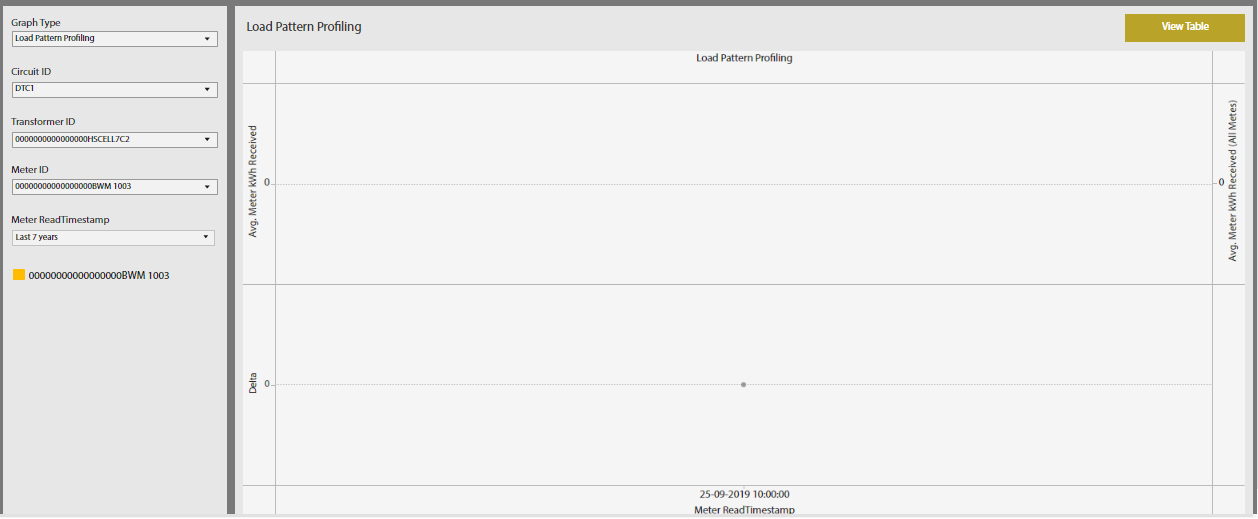 Graph Type
Load Pattern Profiling
Circuit ID
DTC1
Transformer ID
0000000000000000HSCELL7C2
Meter ID
00000000000000000BWM 1003
Meter ReadTimestamp
Last 7 years
00000000000000000BWM 1003
Load Pattern Profiling
View Table
Load Pattern Profiling
Avg. Meter kWh Received
0
0
Avg. Meter kWh Received (All Metes)
Delta
0
25-09-2019 10:00:00
Meter ReadTimestamp